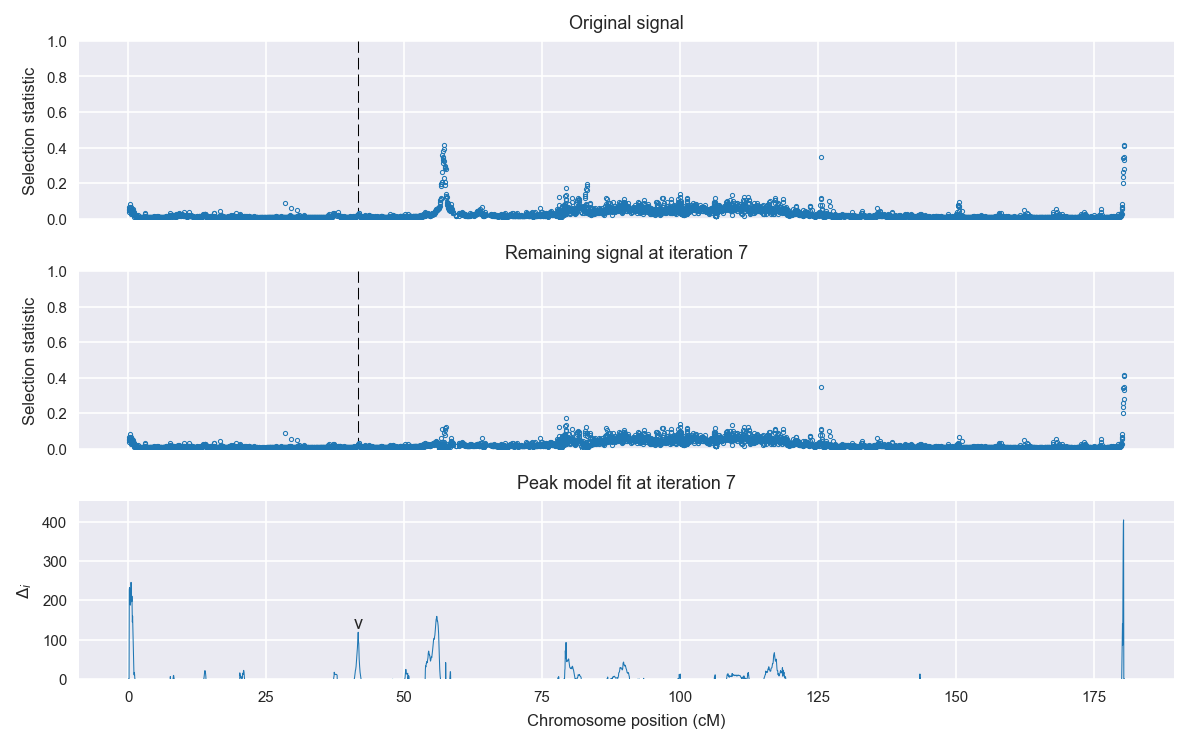 Original signal
1.0
0.8
0.6
0.4
0.2
0.0
Selection statistic
Remaining signal at iteration 7
1.0
0.8
0.6
0.4
0.2
0.0
Selection statistic
Peak model fit at iteration 7
400
300
200
100
0
Δi
v
0 25 50 75 100 125 150 175
Chromosome position (cM)